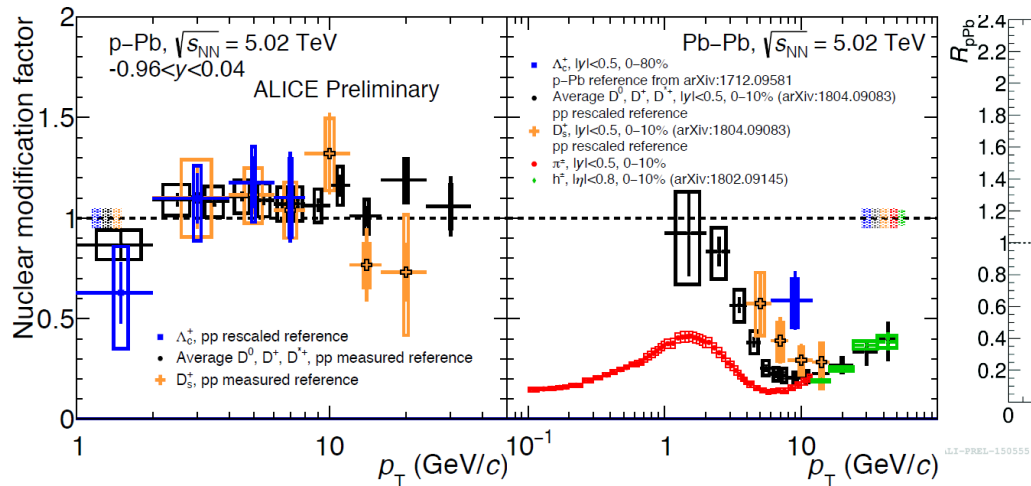 Nuclear modification factor
2
1.5
1
0.5
0
p−Pb, √sNN = 5.02 TeV
-0.96<y<0.04
ALICE Preliminary
Λc+, pp rescaled reference
Average D0, D+, D*+, pp measured reference
Ds+, pp measured reference
1
10
pT (GeV/c)
Pb−Pb, √sNN = 5.02 TeV
Λc+, |y|<0.5, 0−80%
p−Pb reference from arXiv:1712.09581
Average D0, D+, D*+, |y|<0.5, 0−10% (arXiv:1804.09083)
pp rescaled reference
Ds+, |y|<0.5, 0−10% (arXiv:1804.09083)
pp rescaled reference
π±, |y|<0.5, 0−10%
h±, |η|<0.8, 0−10% (arXiv:1802.09145)
10−1
1
10
pT (GeV/c)
RpPb
2.4
2.2
2
1.8
1.6
1.4
1.2
1
0.8
0.6
0.4
0.2
0
0
LI-PREL-150555